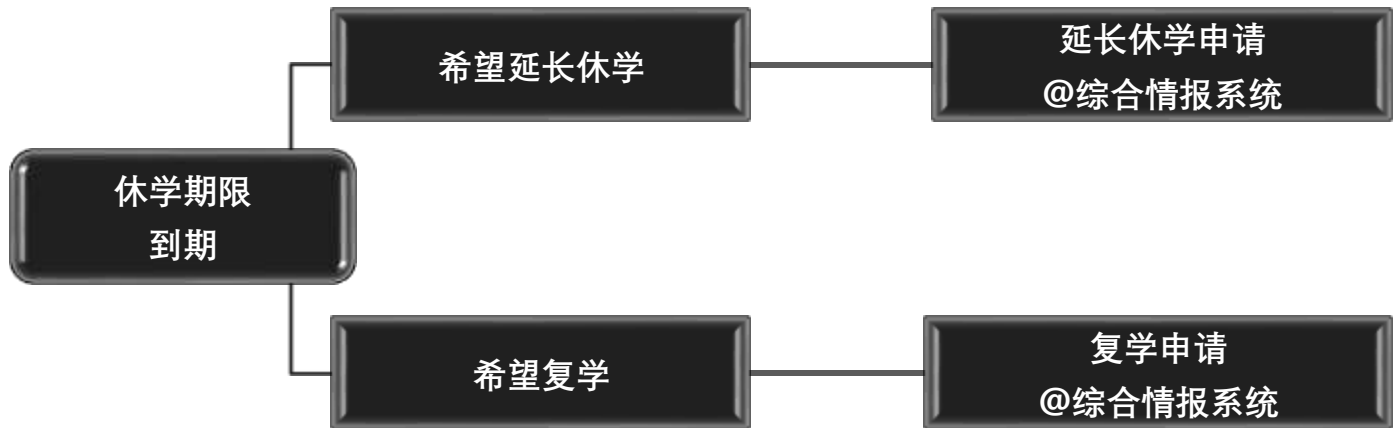 希望延长休学
延长休学申请
@综合情报系统
休学期限
到期
希望复学
复学申请
@综合情报系统